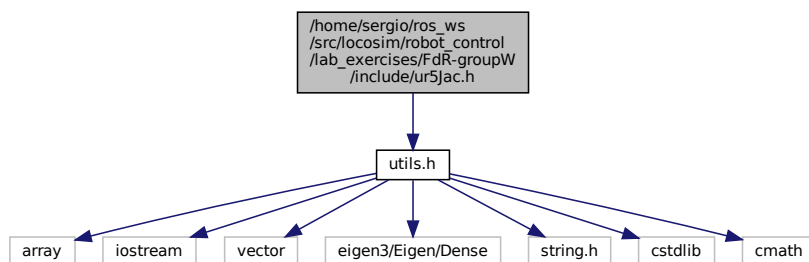 /home/sergio/ros_ws
/src/locosim/robot_control
/lab_exercises/FdR-groupW
/include/ur5Jac.h
utils.h
array
iostream
vector
eigen3/Eigen/Dense
string.h
cstdlib
cmath